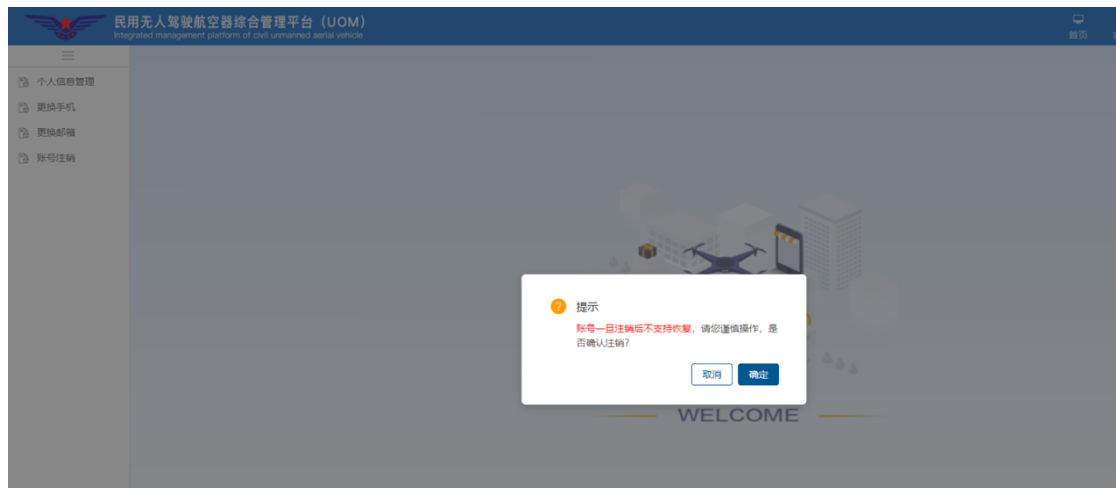 民用无人驾驶航空器综合管理平台（UOM）
Integrated management platform of civil unmanned aerial vehicle
首页
个人信息管理
更换手机
更换邮箱
账号注销
提示
账号一旦注销后不支持恢复，请您谨慎操作，是
否确认注销？
取消
确定
WELCOME